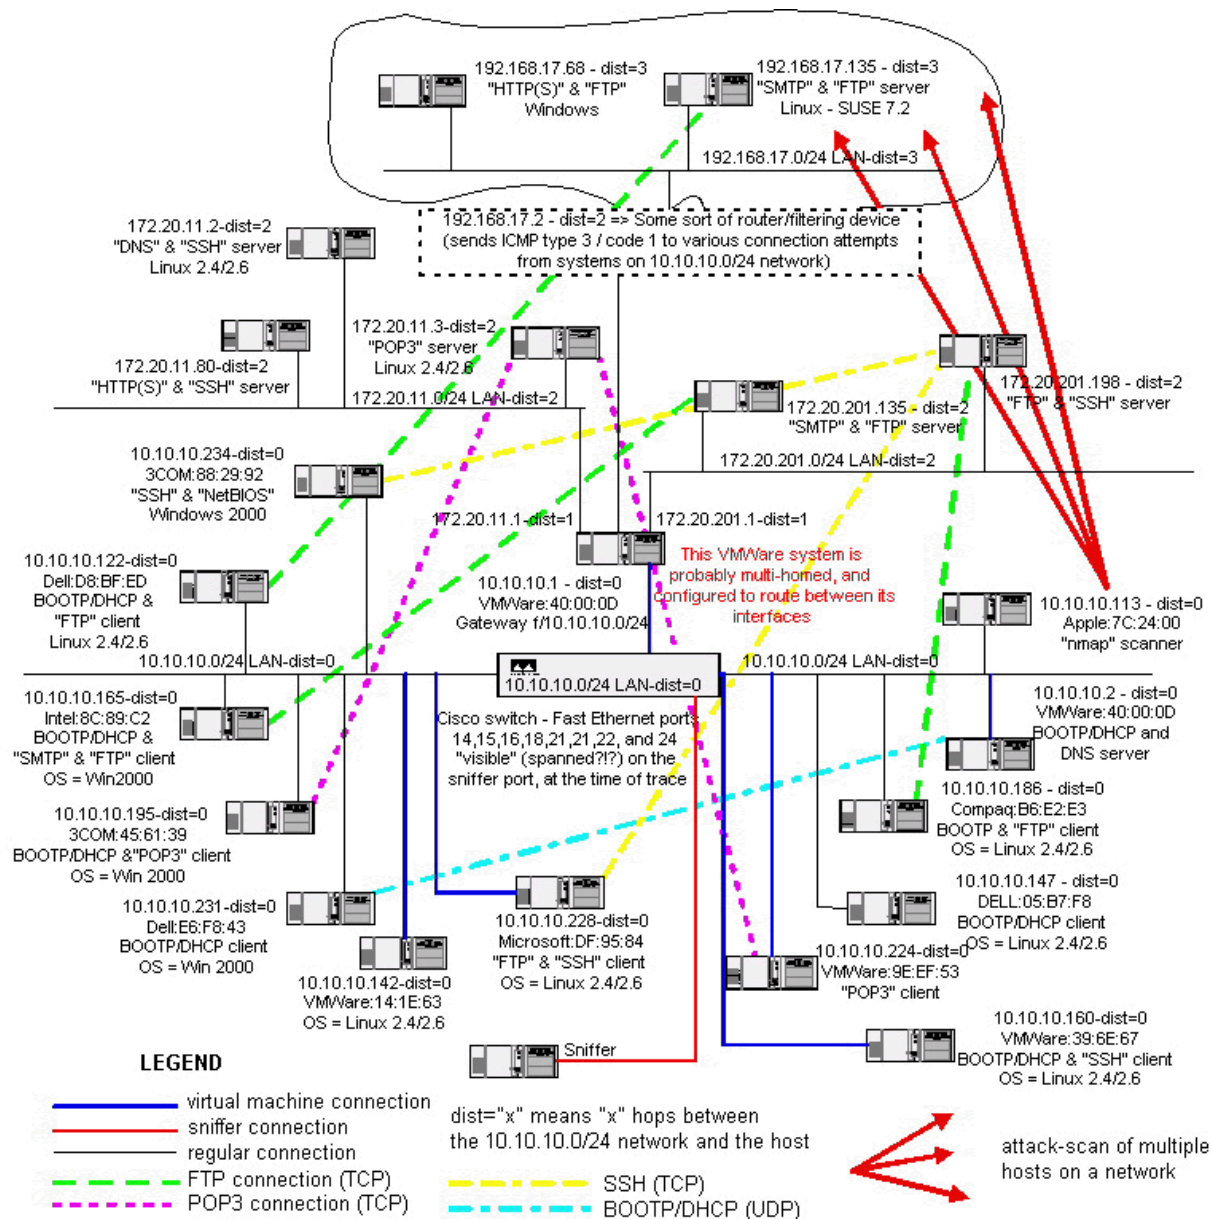 192.168.17.68 - dist=3
"HTTP(S)" & "FTP"
Windows
192.168.17.135 - dist=3
"SMTP" & "FTP" server
Linux - SUSE 7.2
192.168.17.0/24 LAN-dist=3
192.168.17.2 - dist=2 => Some sort of router/filtering device
(sends ICMP type 3 / code 1 to various connection attempts
from systems on 10.10.10.0/24 network)
172.20.11.2-dist=2
"DNS" & "SSH" server
Linux 2.4/2.6
172.20.11.80-dist=2
"HTTP(S)" & "SSH" server
172.20.11.3-dist=2
"POP3" server
Linux 2.4/2.6
172.20.11.0/24 LAN-dist=2
172.20.201.198 - dist=2
"FTP" & "SSH" server
172.20.201.135 - dist=2
"SMTP" & "FTP" server
172.20.201.0/24 LAN-dist=2
10.10.10.234-dist=0
3COM:88:29:92
"SSH" & "NetBIOS"
Windows 2000
172.20.11.1-dist=1
172.20.201.1-dist=1
10.10.10.1 - dist=0
VMWare:40:00:0D
Gateway f/10.10.10.0/24
This VMWare system is
probably multi-homed, and
configured to route between its
interfaces
10.10.10.122-dist=0
Dell:D8:BF:ED
BOOTP/DHCP &
"FTP" client
Linux 2.4/2.6
10.10.10.113 - dist=0
Apple:7C:24:00
"nmap" scanner
10.10.10.0/24 LAN-dist=0
10.10.10.0/24 LAN-dist=0
10.10.10.0/24 LAN-dist=0
10.10.10.165-dist=0
Intel:8C:89:C2
BOOTP/DHCP &
"SMTP" & "FTP" client
OS = Win2000
Cisco switch - Fast Ethernet ports
14,15,16,18,21,21,22, and 24
"visible" (spanned?!?) on the
sniffer port, at the time of trace
10.10.10.2 - dist=0
VMWare:40:00:0D
BOOTP/DHCP and
DNS server
10.10.10.195-dist=0
3COM:45:61:39
BOOTP/DHCP &"POP3" client
OS = Win 2000
10.10.10.186 - dist=0
Compaq:B6:E2:E3
BOOTP & "FTP" client
OS = Linux 2.4/2.6
10.10.10.231-dist=0
Dell:E6:F8:43
BOOTP/DHCP client
OS = Win 2000
10.10.10.147 - dist=0
DELL:05:B7:F8
BOOTP/DHCP client
OS = Linux 2.4/2.6
10.10.10.228-dist=0
Microsoft:DF:95:84
"FTP" & "SSH" client
OS = Linux 2.4/2.6
10.10.10.142-dist=0
VMWare:14:1E:63
OS = Linux 2.4/2.6
10.10.10.224-dist=0
VMWare:9E:EF:53
"POP3" client
10.10.10.160-dist=0
VMWare:39:6E:67
BOOTP/DHCP & "SSH" client
OS = Linux 2.4/2.6
Sniffer
LEGEND
virtual machine connection
sniffer connection
regular connection
FTP connection (TCP)
POP3 connection (TCP)
dist="x" means "x" hops between
the 10.10.10.0/24 network and the host
SSH (TCP)
BOOTP/DHCP (UDP)
attack-scan of multiple
hosts on a network